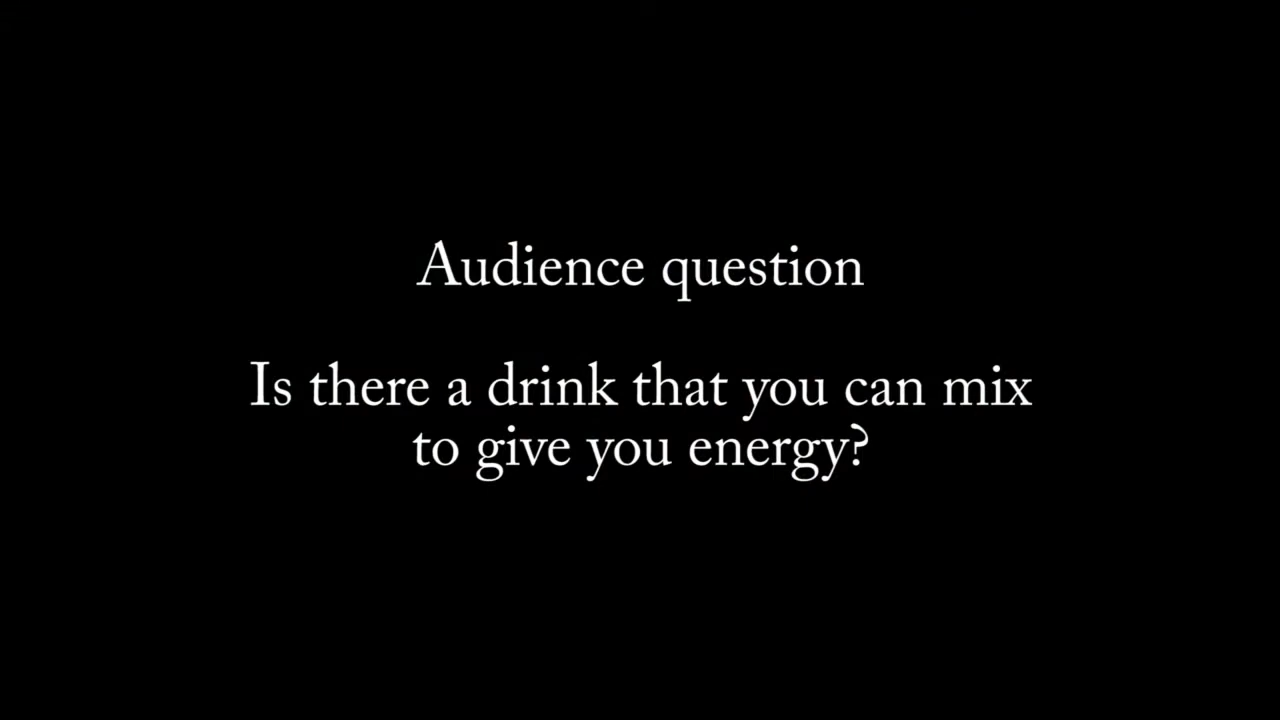 Audience question
Is there a drink that you can mix
to give you energy?